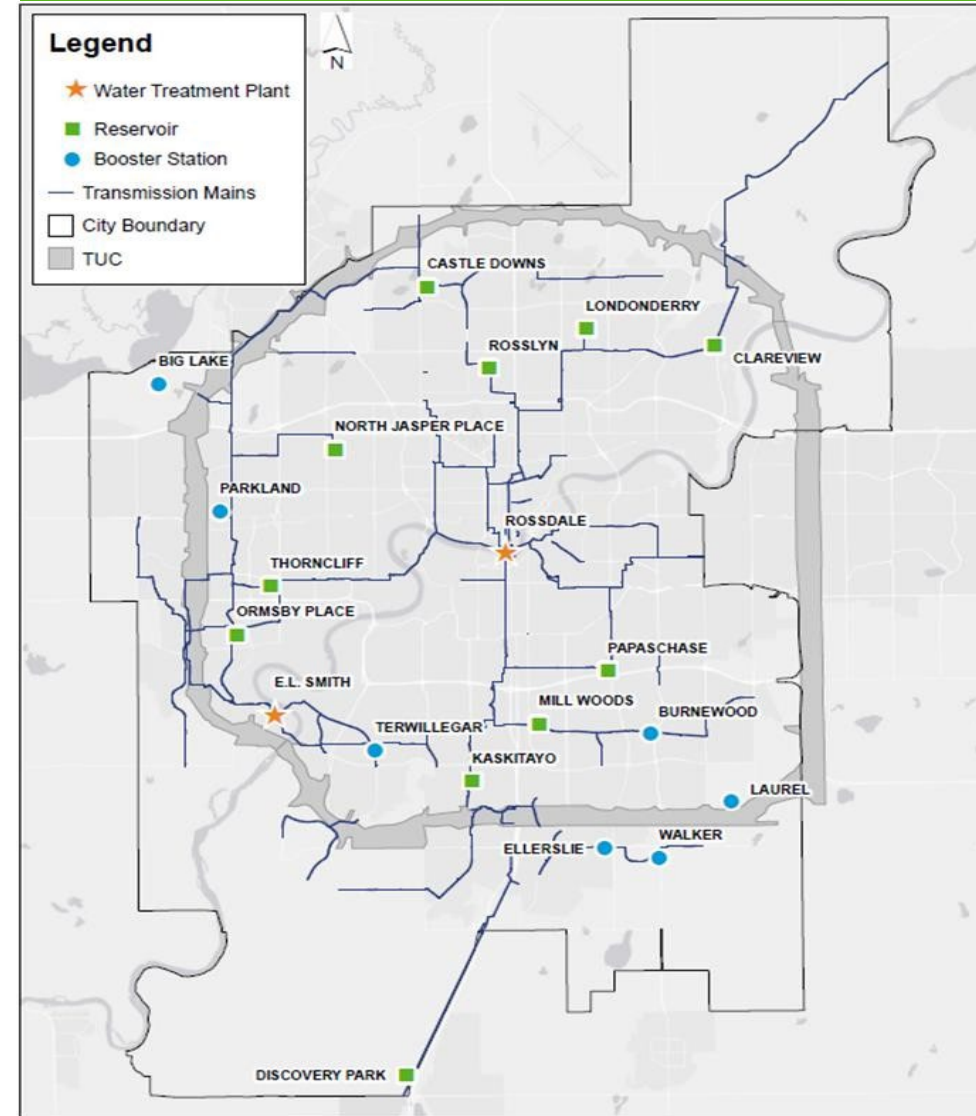 Legend
Water Treatment Plant
Reservoir
Booster Station
Transmission Mains
City Boundary
TUC
N
CASTLE DOWNS
LONDONDERRY
ROSSLYN
CLAREVIEW
BIG LAKE
NORTH JASPER PLACE
PARKLAND
ROSSDALE
THORNCLIFF
ORMSBY PLACE
PAPASCHASE
E.L. SMITH
MILL WOODS
BURNEWOOD
TERWILLEGAR
KASKITAYO
LAUREL
WALKER
ELLERSLIE
DISCOVERY PARK